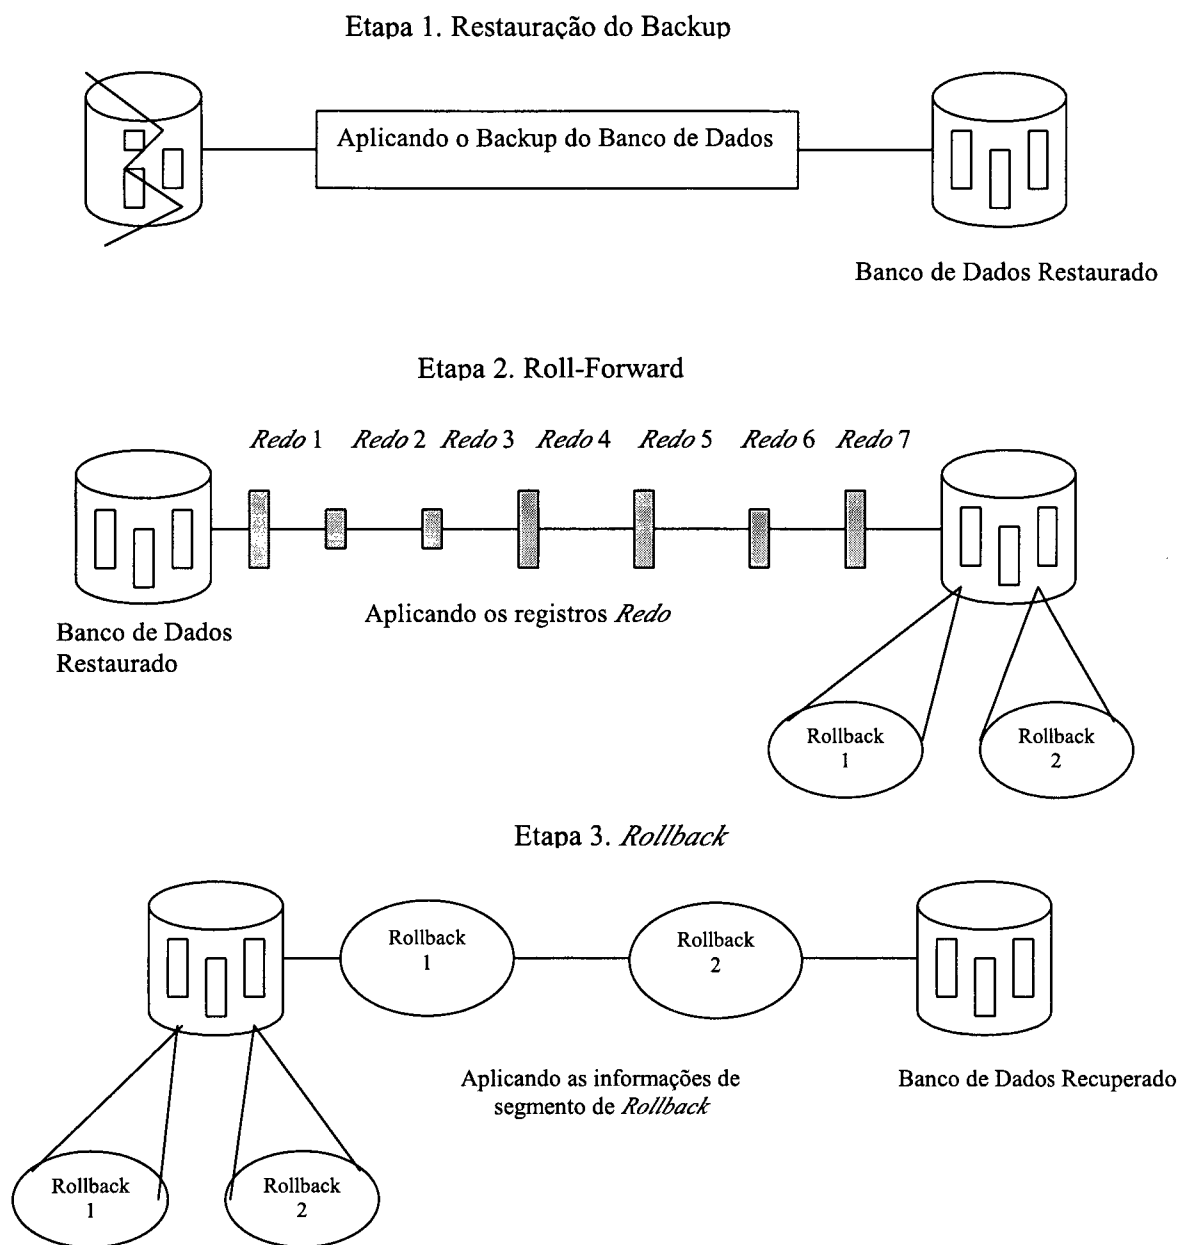 Etapa 1. Restauração do Backup
Aplicando o Backup do Banco de Dados
Banco de Dados Restaurado
Etapa 2. Roll-Forward
Redo 1 Redo 2 Redo 3 Redo 4 Redo 5 Redo 6 Redo 7
Aplicando os registros Redo
Banco de Dados
Restaurado
Rollback
1
Rollback
2
Etapa 3. Rollback
Rollback
1
Rollback
2
Aplicando as informações de
segmento de Rollback
Banco de Dados Recuperado
Rollback
1
Rollback
2